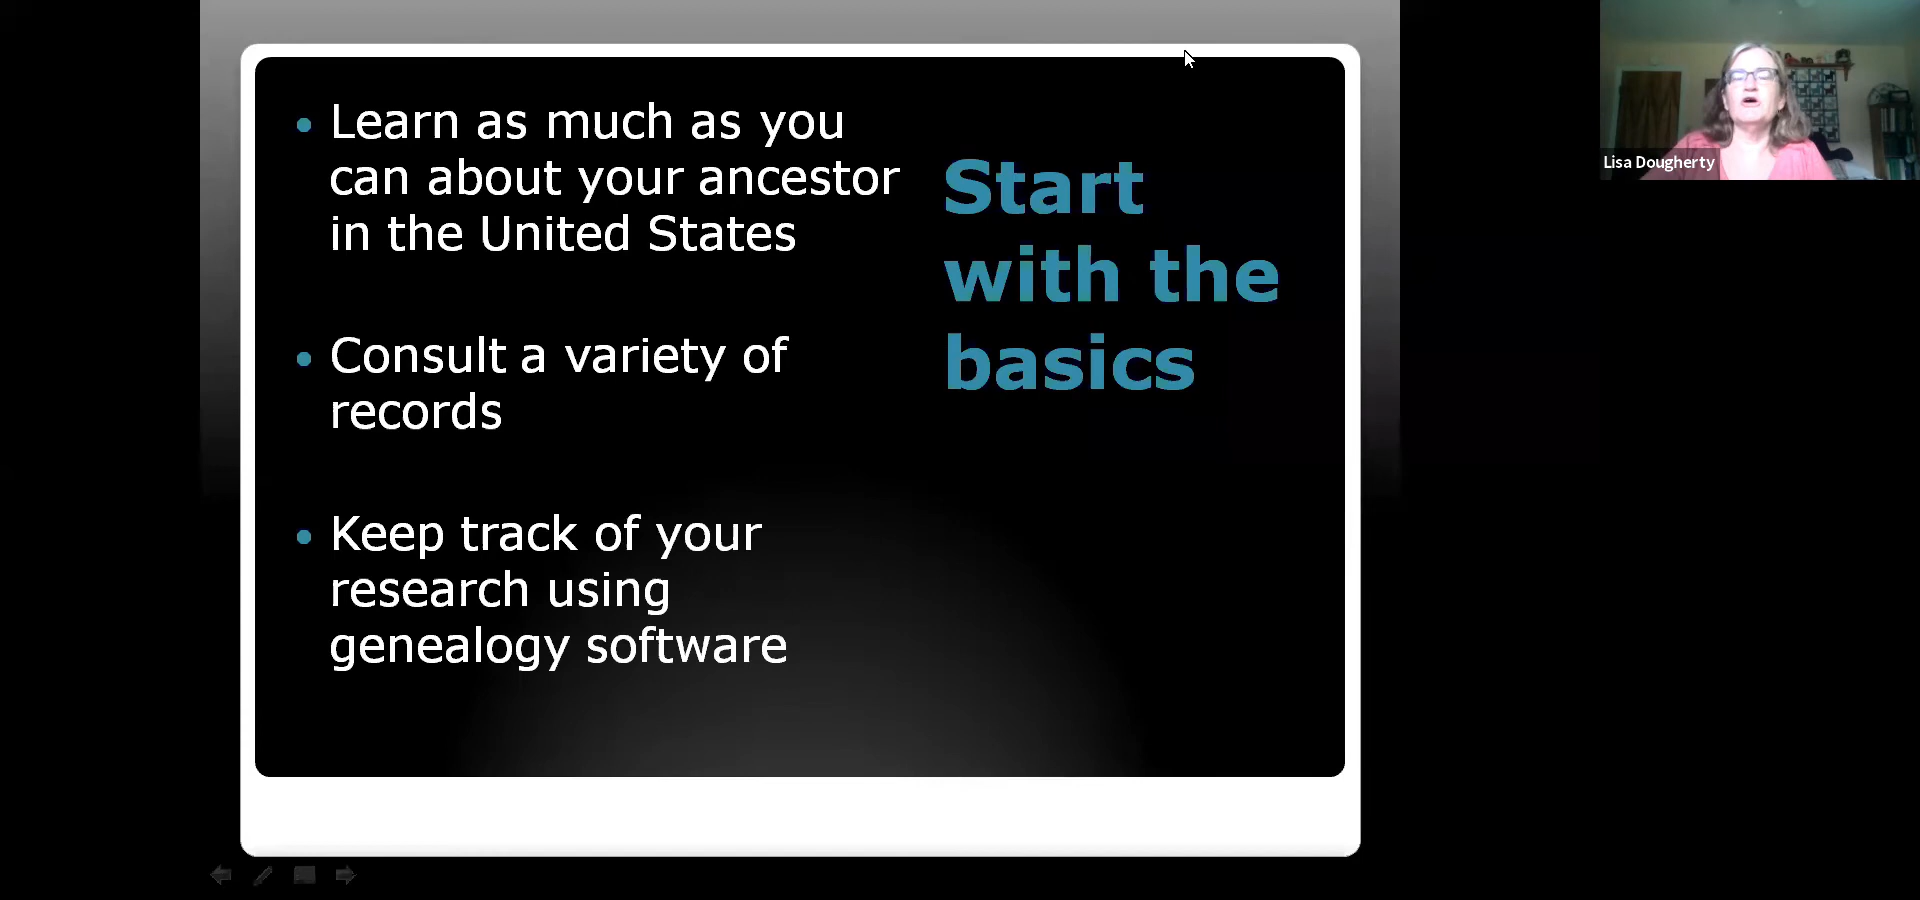 Learn as much as you
can about your ancestor
in the United States
Consult a variety of
records
Keep track of your
research using
genealogy software
Start
with the
basics
Lisa Dougherty